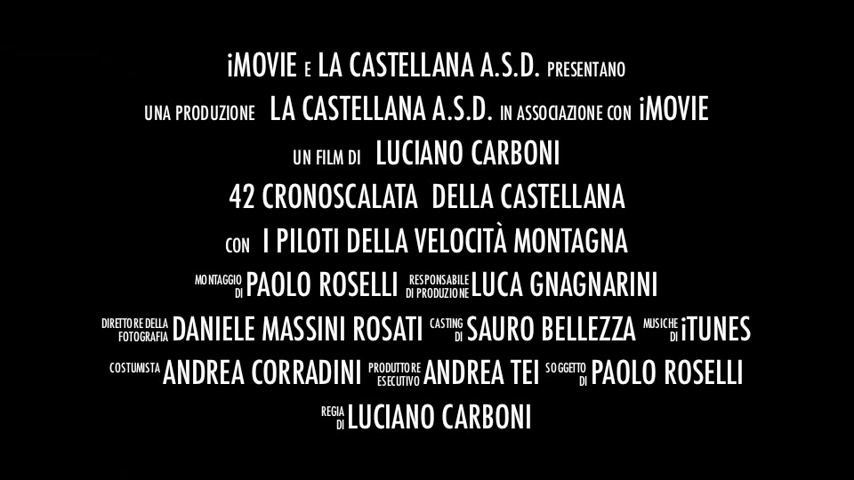 iMOVIE E LA CASTELLANA A.S.D. PRESENTANO
UNA PRODUZIONE LA CASTELLANA A.S.D. IN ASSOCIAZIONE CON iMOVIE
UN FILM DI LUCIANO CARBONI
42 CRONOSCALATA DELLA CASTELLANA
CON I PILOTI DELLA VELOCITÀ MONTAGNA
MONTAGGIO DI PAOLO ROSELLI RESPONSABILE DI PRODUZIONE LUCA GNAGNARINI
DIRETTORE DELLA FOTOGRAFIA DANIELE MASSINI ROSATI CASTING DI SAURO BELLEZZA MUSICHE DI iTUNES
COSTUMISTA ANDREA CORRADINI PRODUTTORE ESECUTIVO ANDREA TEI SOGGETTO DI PAOLO ROSELLI
REGIA DI LUCIANO CARBONI